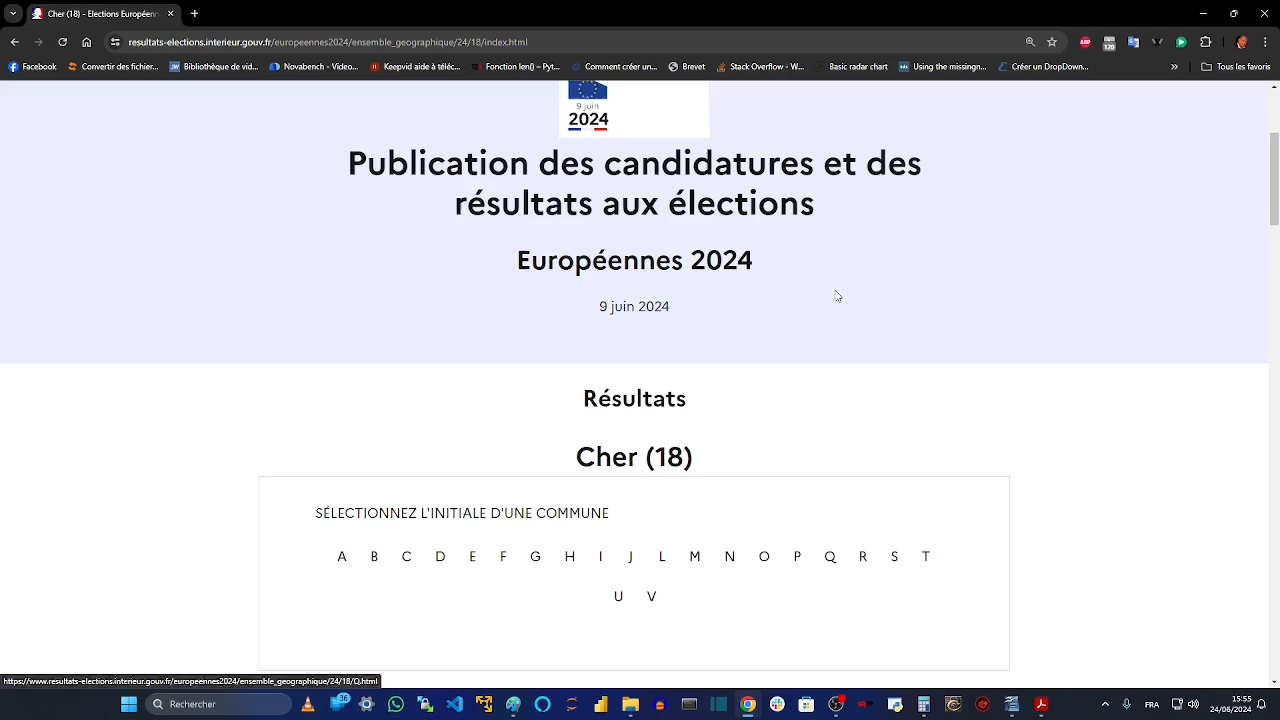 Cher (18) - Elections Européenn
resultats-elections.interieur.gouv.fr/europeennes2024/ensemble_geographique/24/18/index.html
120
Facebook
Convertir des fichier...
Bibliothèque de vid...
Novabench - Video...
Keepvid aide à téléc...
Fonction len() – Pyt...
Comment créer un...
Brevet
Stack Overflow - W...
Basic radar chart
Using the missingn...
Créer un DropDown...
»
Tous les favoris
9 juin
2024
Publication des candidatures et des
résultats aux élections
Européennes 2024
9 juin 2024
Résultats
Cher (18)
SÉLECTIONNEZ L'INITIALE D'UNE COMMUNE
A B C D E F G H I J L M N O P Q R S T
U V
https://www.resultats-elections.interieur.gouv.fr/europeennes2024/ensemble_geographique/24/18/Q.html
Rechercher
36
FRA
15:55
24/06/2024